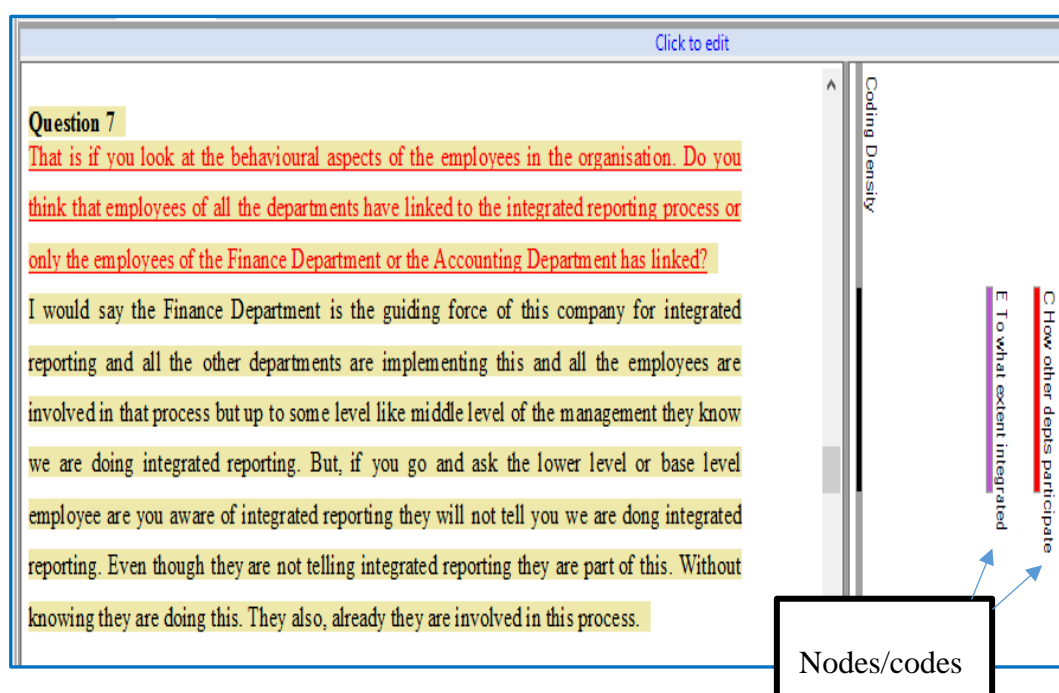 Click to edit
Question 7
That is if you look at the behavioural aspects of the employees in the organisation. Do you
think that employees of all the departments have linked to the integrated reporting process or
only the employees of the Finance Department or the Accounting Department has linked?
I would say the Finance Department is the guiding force of this company for integrated
reporting and all the other departments are implementing this and all the employees are
involved in that process but up to some level like middle level of the management they know
we are doing integrated reporting. But, if you go and ask the lower level or base level
employee are you aware of integrated reporting they will not tell you we are dong integrated
reporting. Even though they are not telling integrated reporting they are part of this. Without
knowing they are doing this. They also, already they are involved in this process.
Coding Density
E To what extent integrated
C How other depts participate
Nodes/codes